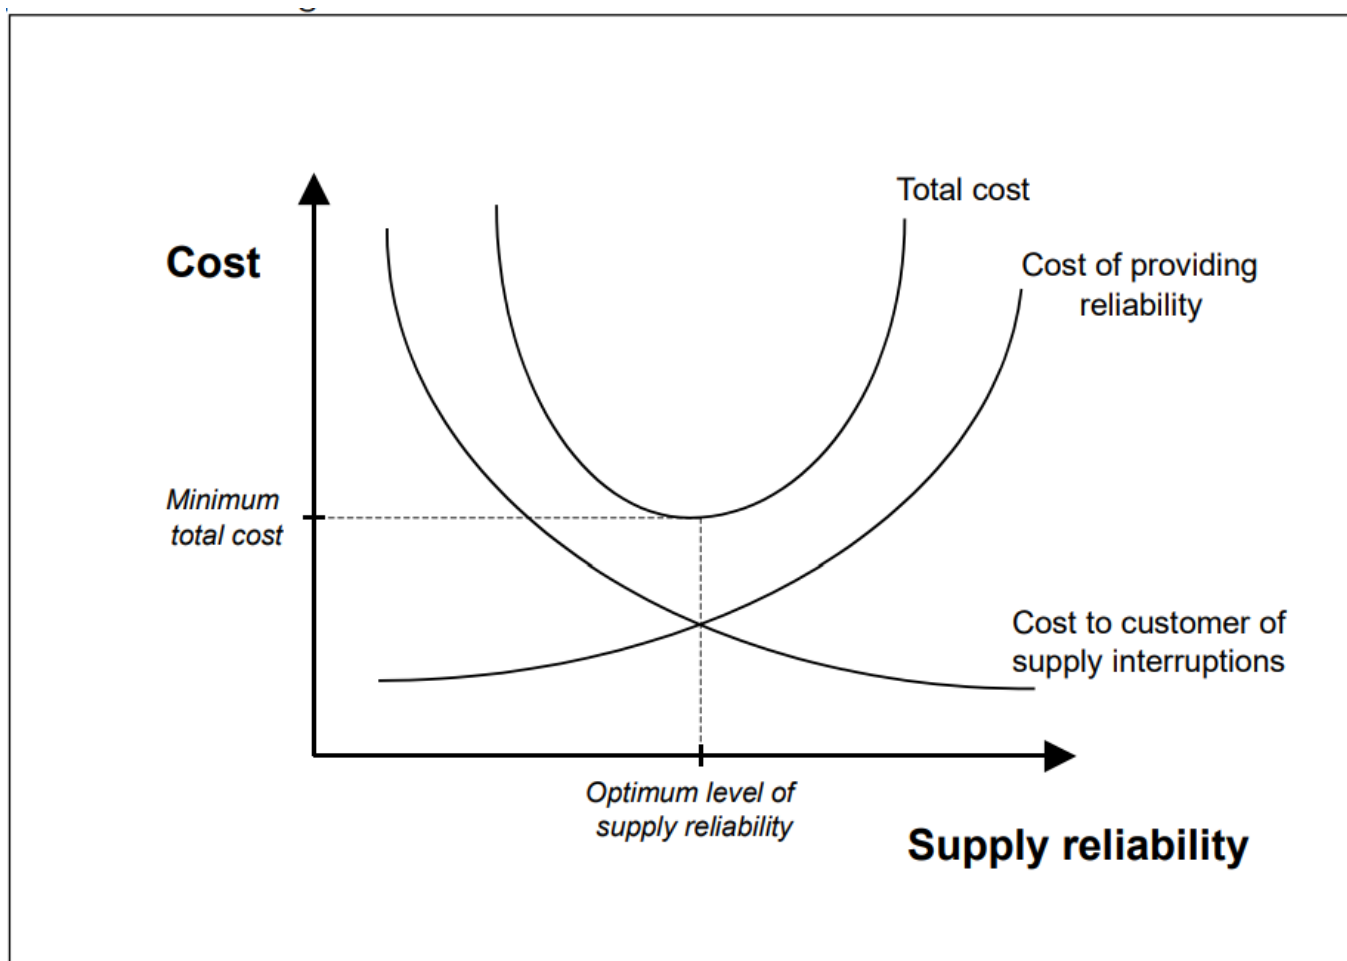 Total cost
Cost
Cost of providing
reliability
Minimum
total cost
Cost to customer of
supply interruptions
Optimum level of
supply reliability
Supply reliability